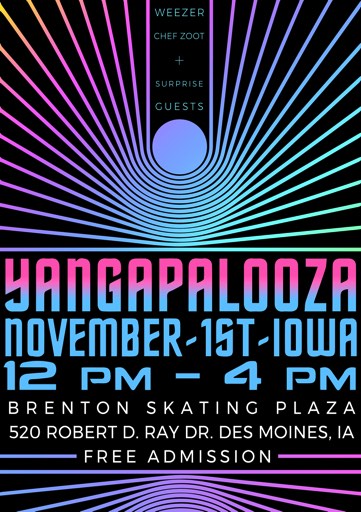 WEEZER
CHEF ZOOT
+
SURPRISE
GUESTS
YANGAPALOOZA
NOVEMBER-1ST-IOWA
12 PM - 4 PM
BRENTON SKATING PLAZA
520 ROBERT D. RAY DR. DES MOINES, IA
FREE ADMISSION